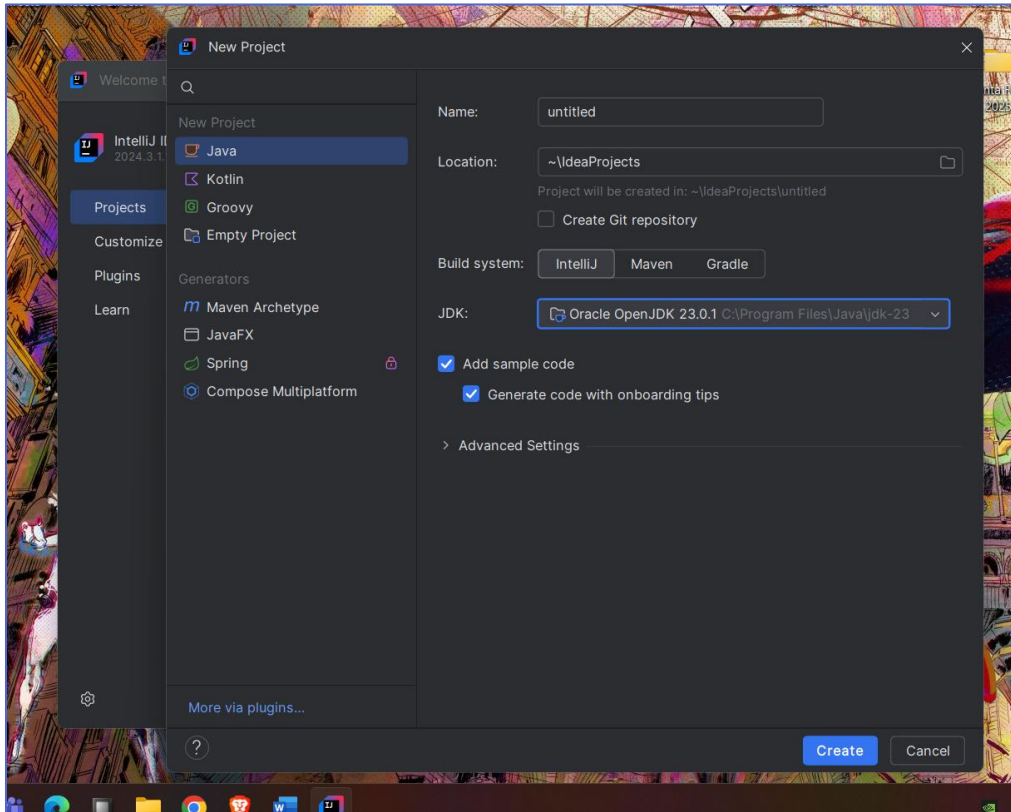 New Project
Welcome t
IntelliJ I
2024.3.1.
Projects
Customize
Plugins
Learn
New Project
Java
Kotlin
Groovy
Empty Project
Generators
Maven Archetype
JavaFX
Spring
Compose Multiplatform
More via plugins...
Name: untitled
Location: ~\IdeaProjects
Project will be created in: ~\IdeaProjects\untitled
Create Git repository
Build system: IntelliJ Maven Gradle
JDK: Oracle OpenJDK 23.0.1 C:\Program Files\Java\jdk-23
Add sample code
Generate code with onboarding tips
Advanced Settings
? Create Cancel